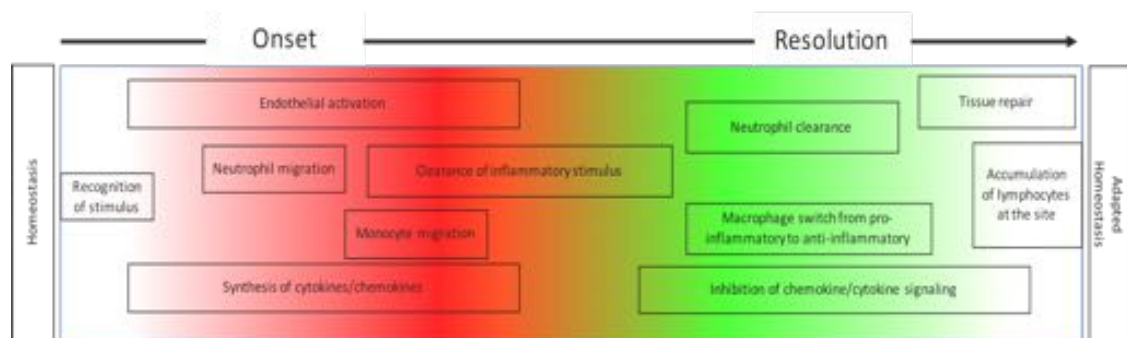 Onset
Resolution
Homeostasis
Recognition
of stimulus
Endothelial activation
Neutrophil migration
Clearance of inflammatory stimulus
Monocyte migration
Synthesis of cytokines/chemokines
Neutrophil clearance
Macrophage switch from pro-
inflammatory to anti-inflammatory
Inhibition of chemokine/cytokine signaling
Tissue repair
Accumulation
of lymphocytes
at the site
Adapted
Homeostasis